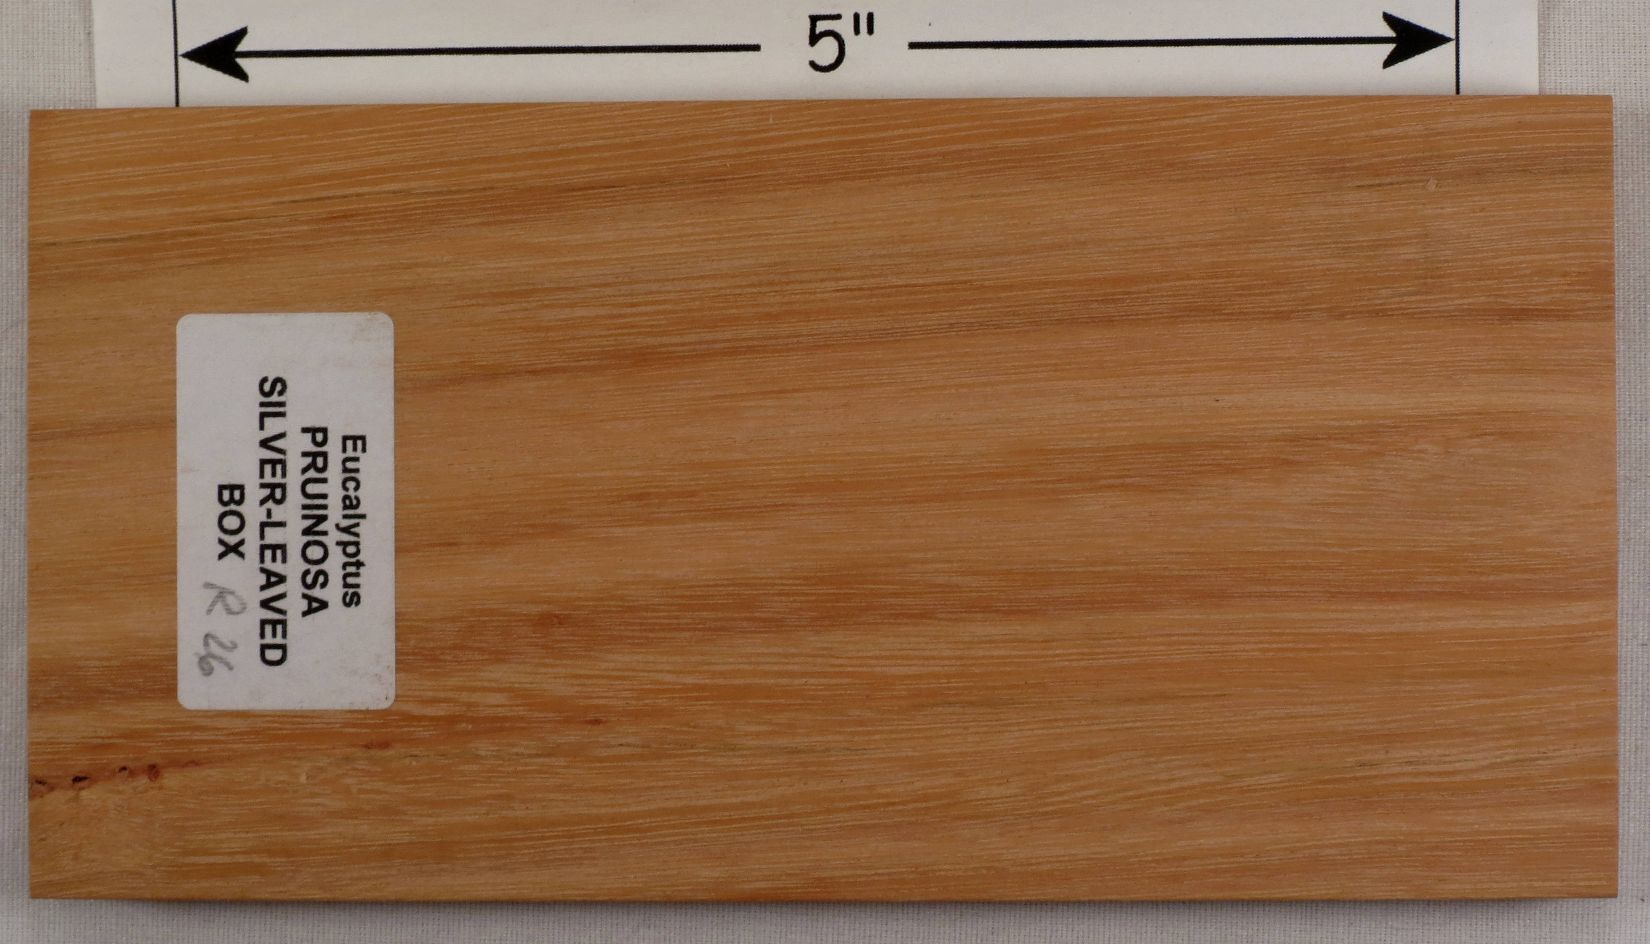 5"
Eucalyptus
PRUINOSA
SILVER-LEAVED
BOX R 26